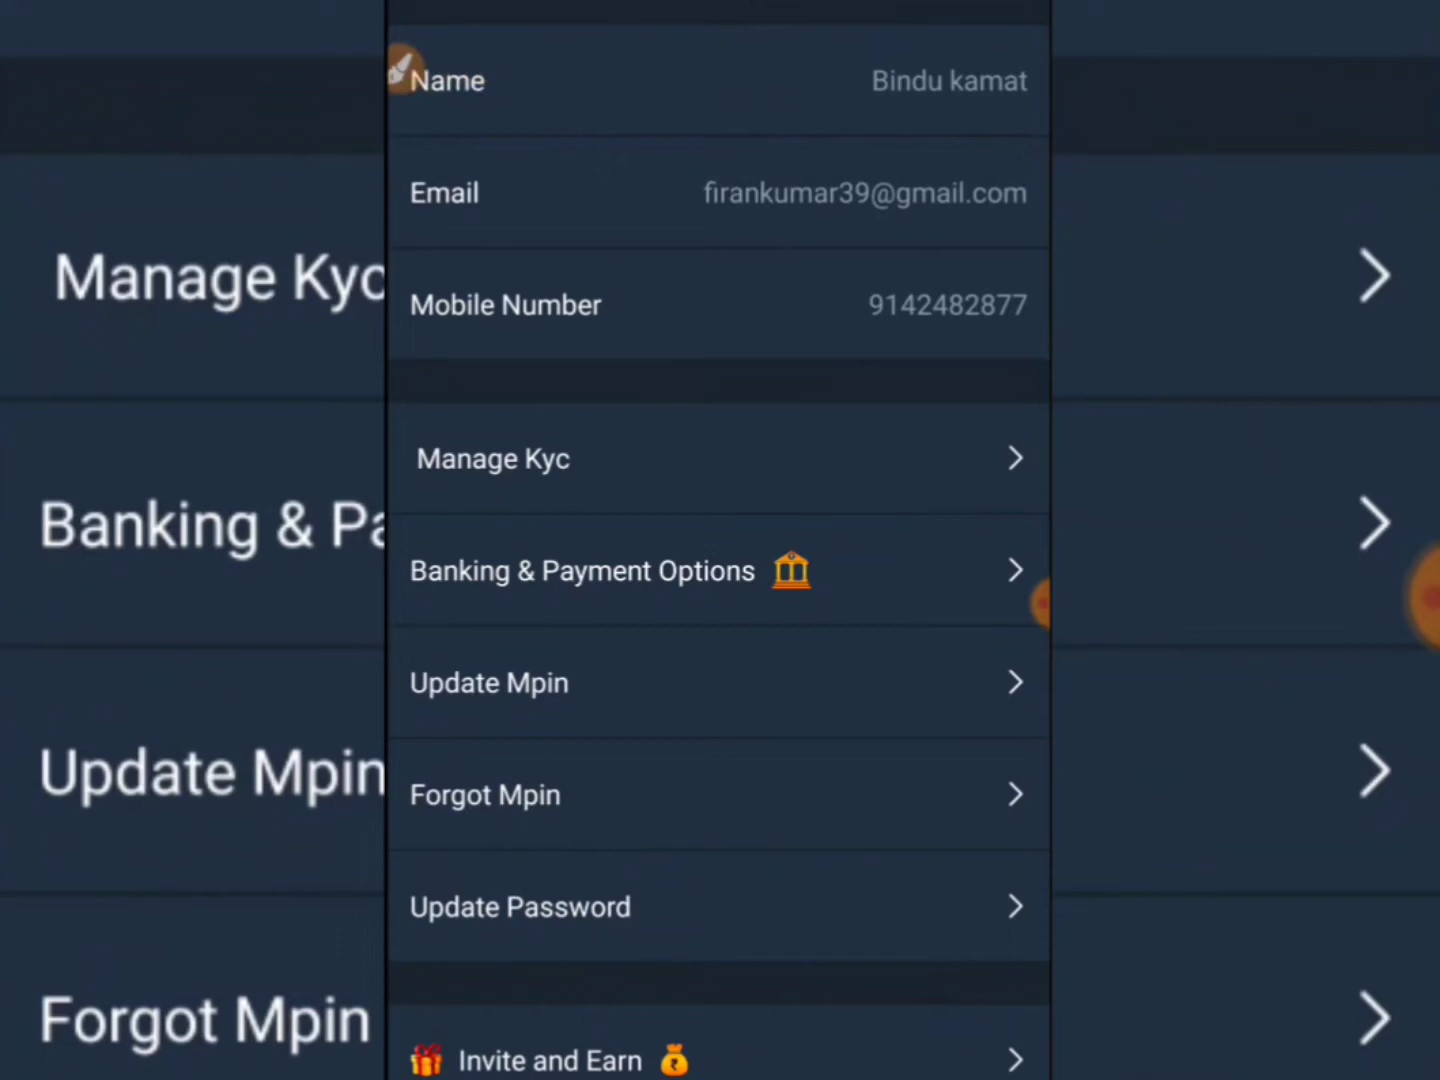 Name Bindu kamat
Email firankumar39@gmail.com
Mobile Number 9142482877
Manage Kyc
Banking & Payment Options
Update Mpin
Forgot Mpin
Update Password
Invite and Earn
Manage Kyc
Banking & Pa
Update Mpin
Forgot Mpin